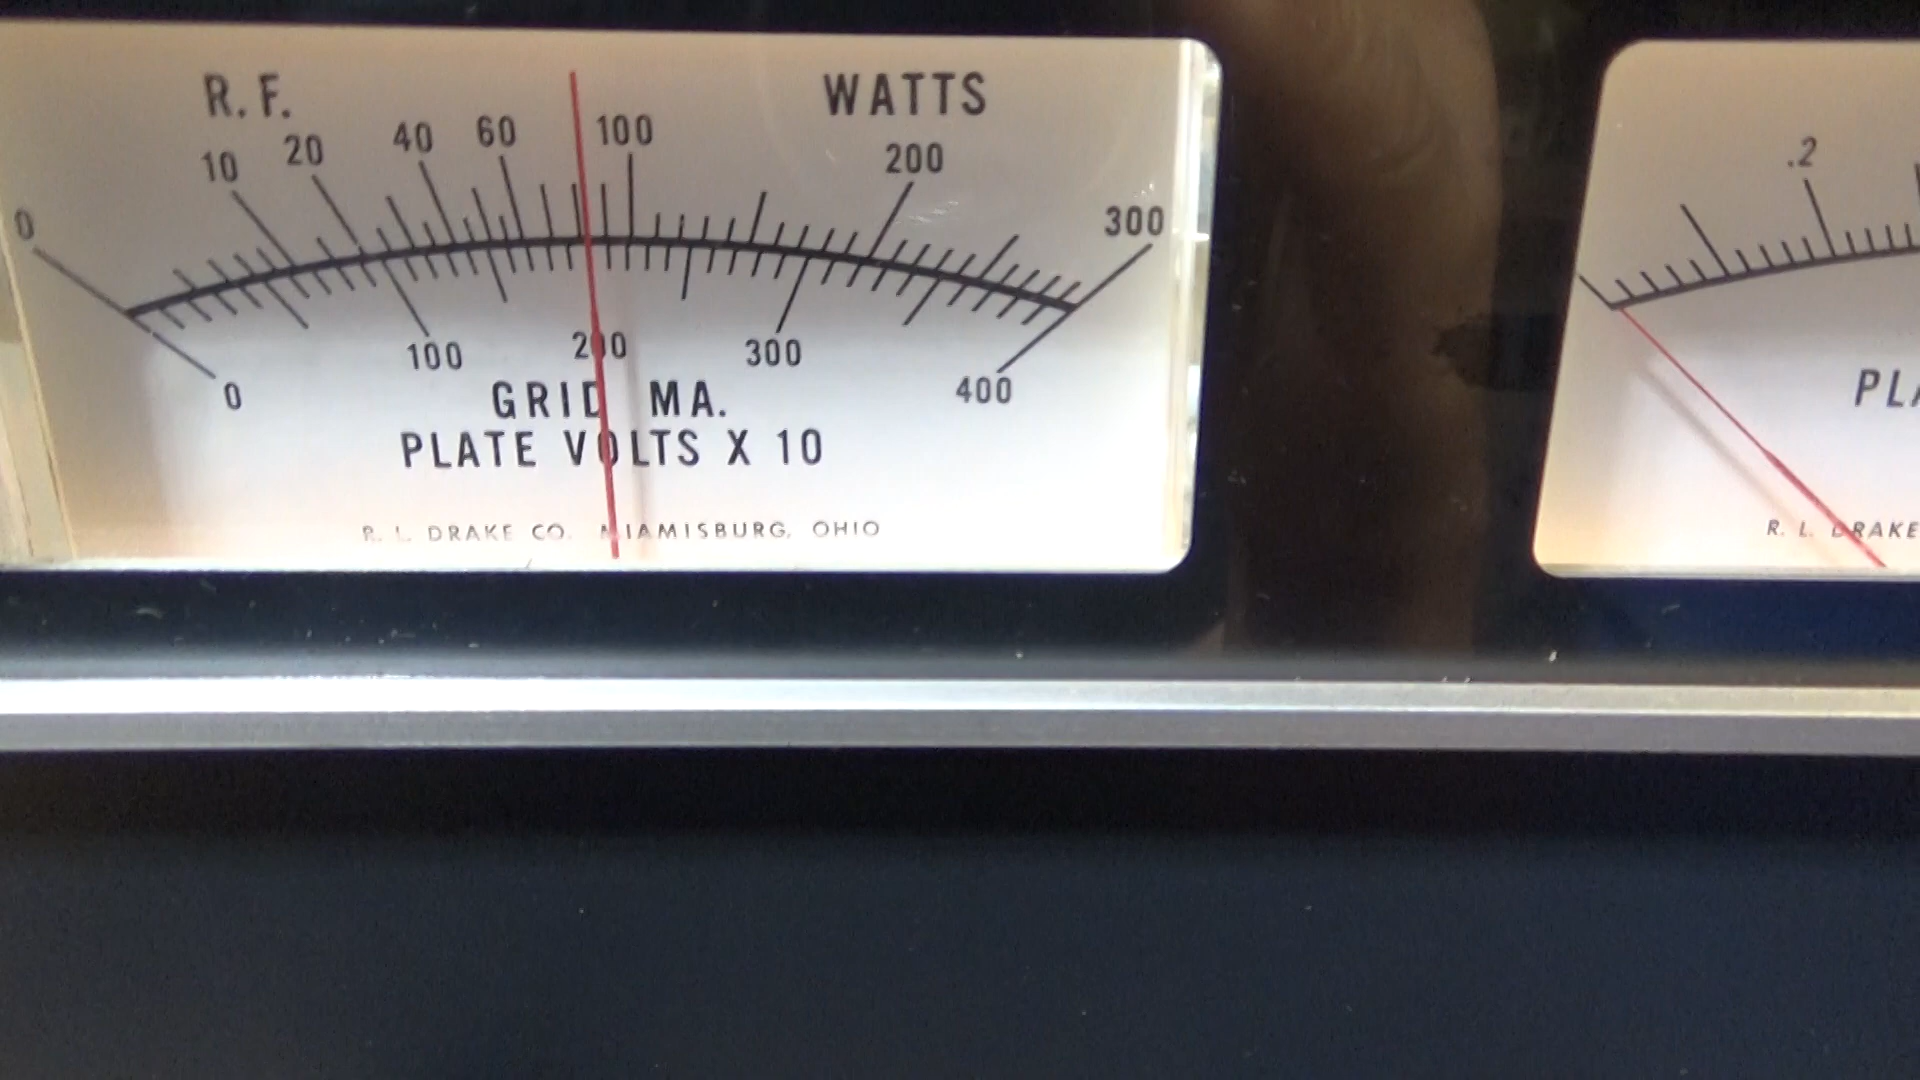 R.F. WATTS
0 10 20 40 60 100 200 300
0 100 200 300 400
GRID MA.
PLATE VOLTS X 10
R. L. DRAKE CO. MIAMISBURG, OHIO
.2
R. L. DRAKE